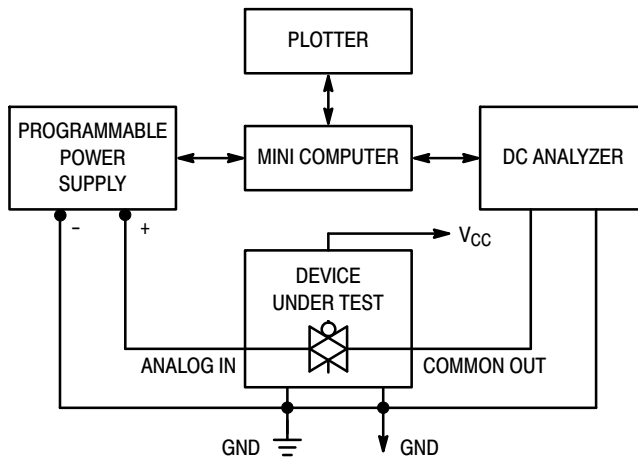 PLOTTER
PROGRAMMABLE
POWER
SUPPLY
MINI COMPUTER
DC ANALYZER
−
+
VCC
DEVICE
UNDER TEST
ANALOG IN
COMMON OUT
GND
GND